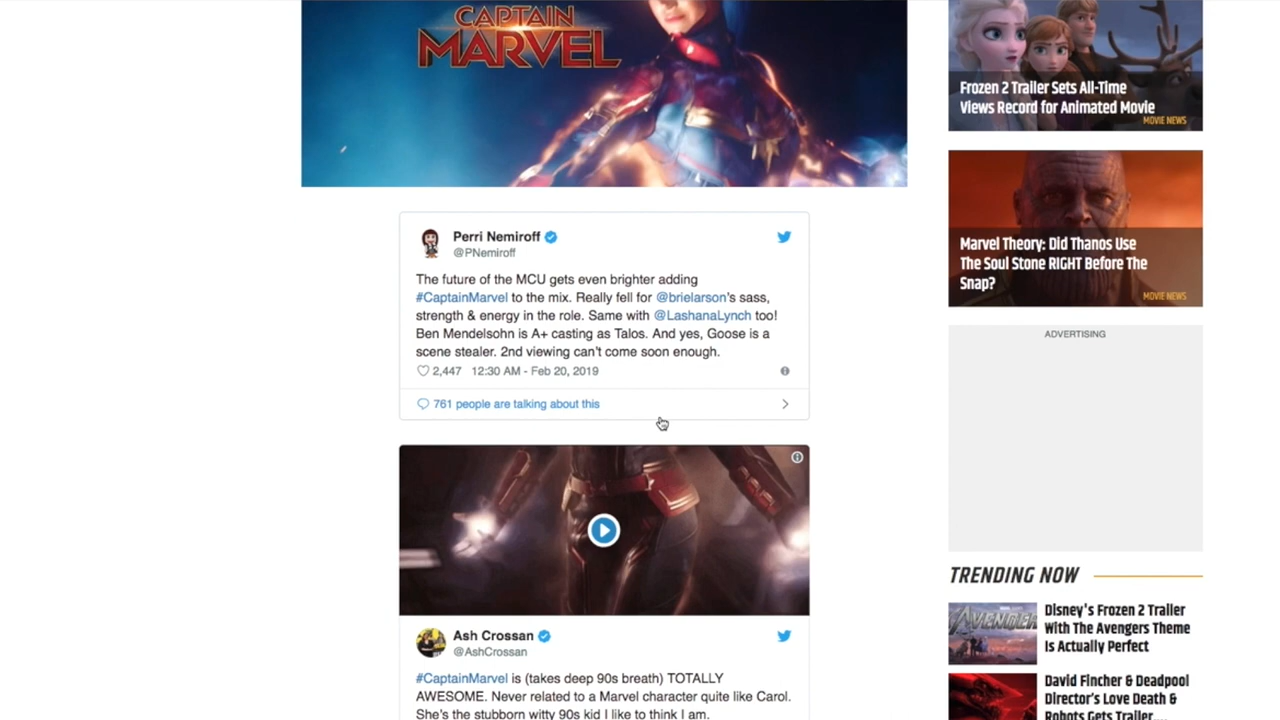 CAPTAIN
MARVEL
Perri Nemiroff
@PNemiroff
The future of the MCU gets even brighter adding
#CaptainMarvel to the mix. Really fell for @brielarson's sass,
strength & energy in the role. Same with @LashanaLynch too!
Ben Mendelsohn is A+ casting as Talos. And yes, Goose is a
scene stealer. 2nd viewing can't come soon enough.
2,447 12:30 AM - Feb 20, 2019
761 people are talking about this
Ash Crossan
@AshCrossan
#CaptainMarvel is (takes deep 90s breath) TOTALLY
AWESOME. Never related to a Marvel character quite like Carol.
She's the stubborn witty 90s kid I like to think I am.
Frozen 2 Trailer Sets All-Time
Views Record for Animated Movie
MOVIE NEWS
Marvel Theory: Did Thanos Use
The Soul Stone RIGHT Before The
Snap?
MOVIE NEWS
ADVERTISING
TRENDING NOW
AVENGER
Disney's Frozen 2 Trailer
With The Avengers Theme
Is Actually Perfect
David Fincher & Deadpool
Director's Love Death &
Robots Gets Trailer,...